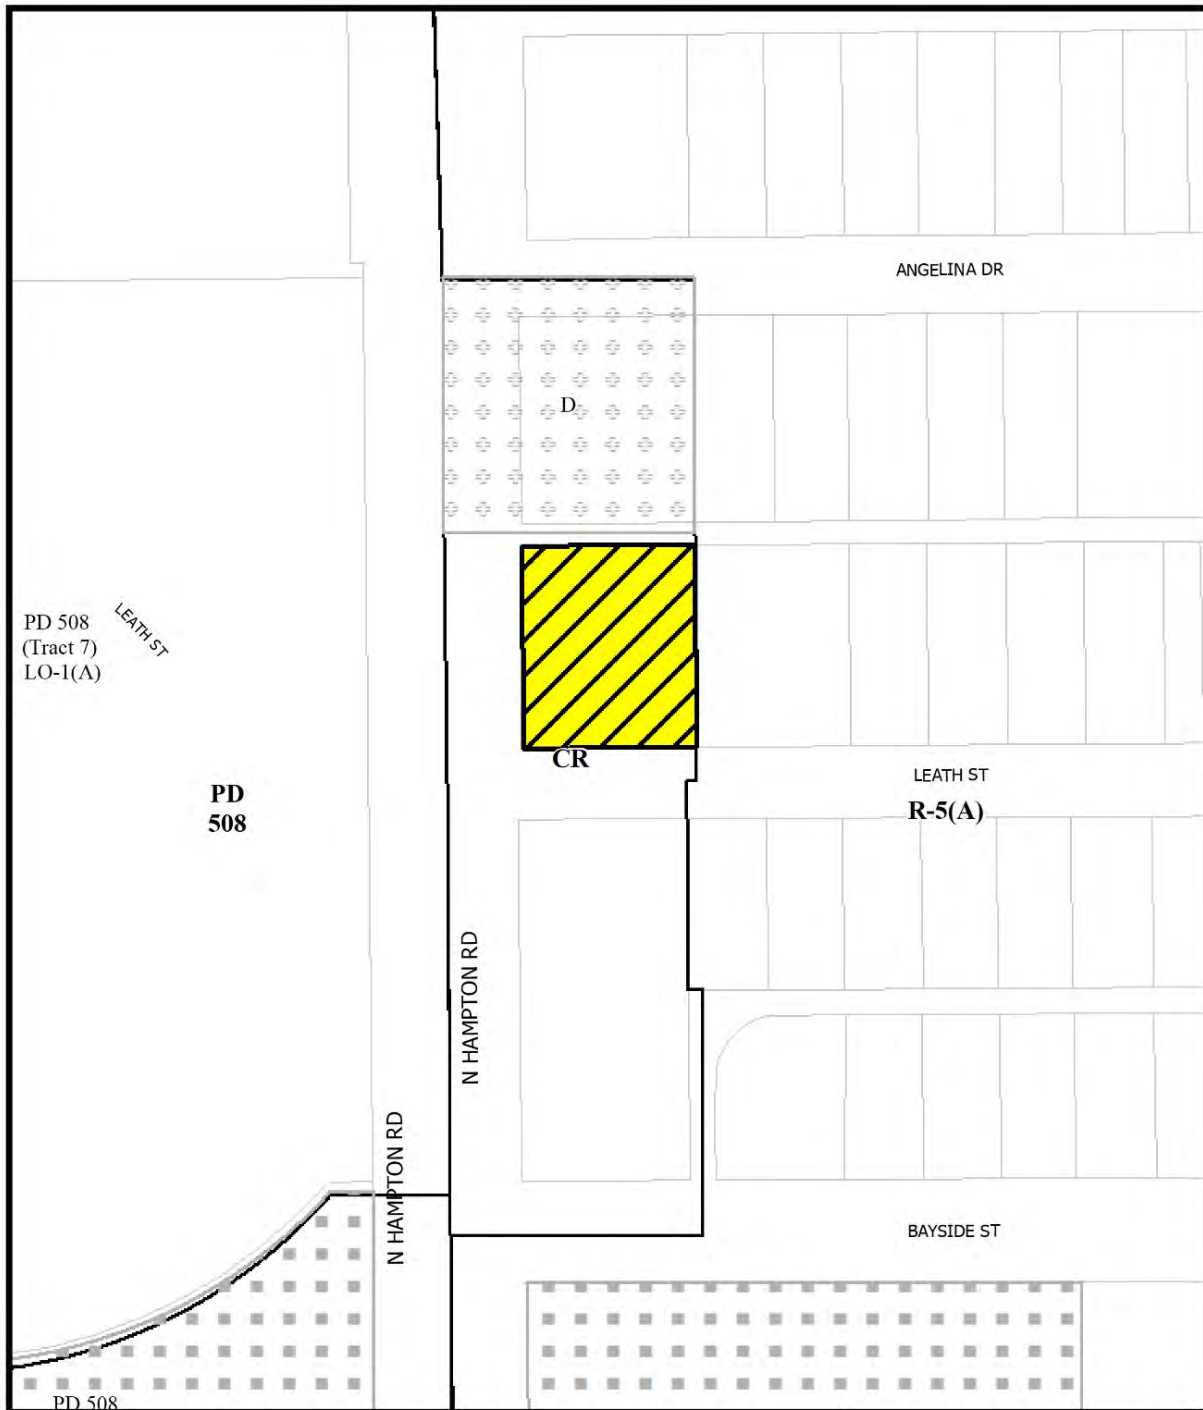 ANGELINA DR
D
PD 508
(Tract 7)
LO-1(A)
LEATH ST
CR
LEATH ST
R-5(A)
PD
508
N HAMPTON RD
N HAMPTON RD
BAYSIDE ST
PD 508